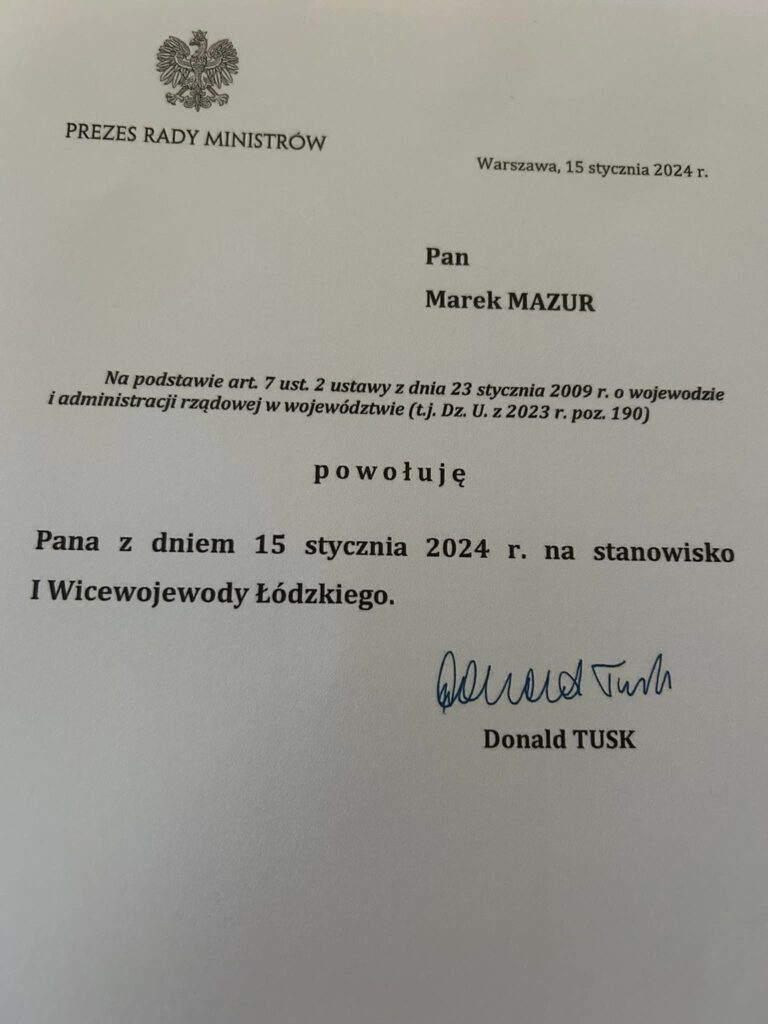 PREZES RADY MINISTRÓW
Warszawa, 15 stycznia 2024 r.
Pan
Marek MAZUR
Na podstawie art. 7 ust. 2 ustawy z dnia 23 stycznia 2009 r. o wojewodzie
i administracji rządowej w województwie (t.j. Dz. U. z 2023 r. poz. 190)
powołuję
Pana z dniem 15 stycznia 2024 r. na stanowisko
I Wicewojewody Łódzkiego.
Donald Tusk
Donald TUSK